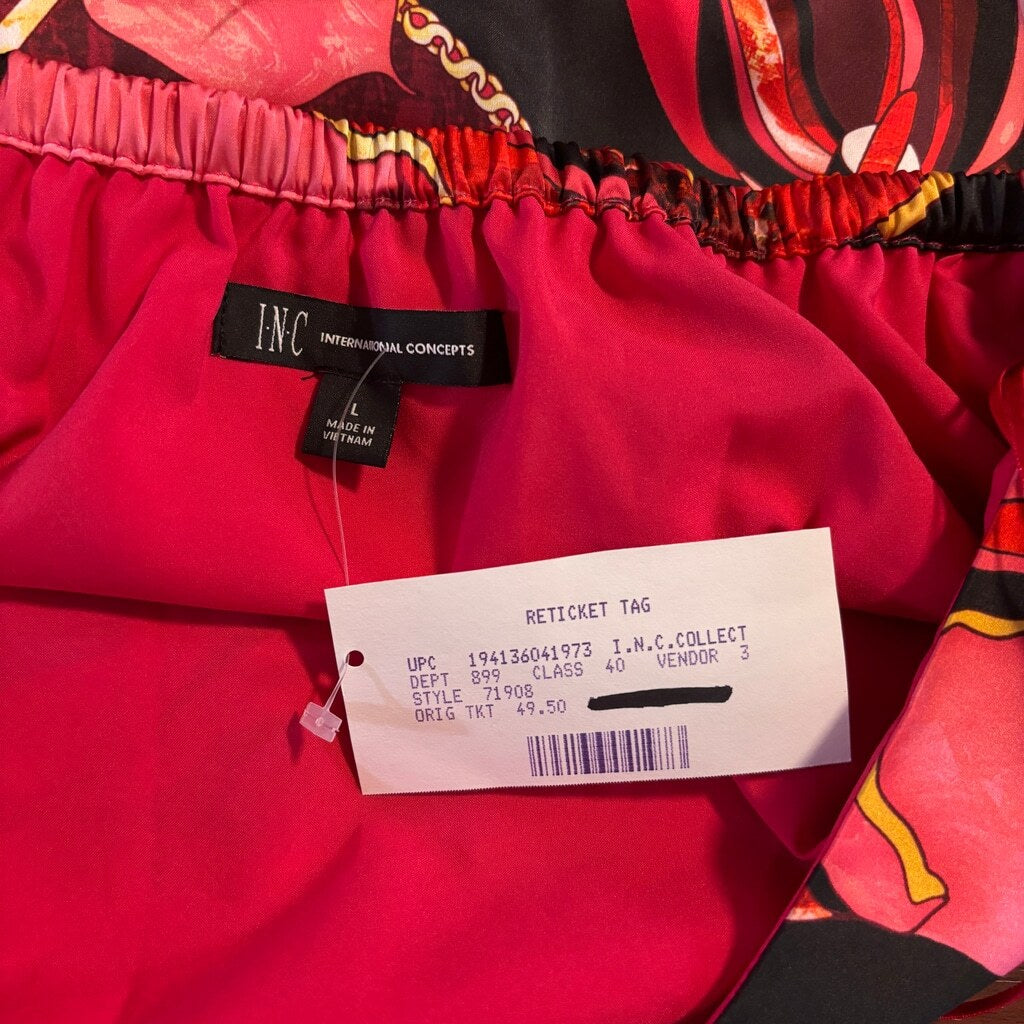 I·N·C INTERNATIONAL CONCEPTS
L
MADE IN
VIETNAM
RETICKET TAG
UPC 194136041973 I.N.C.COLLECT
DEPT 899 CLASS 40 VENDOR 3
STYLE 71908
ORIG TKT 49.50